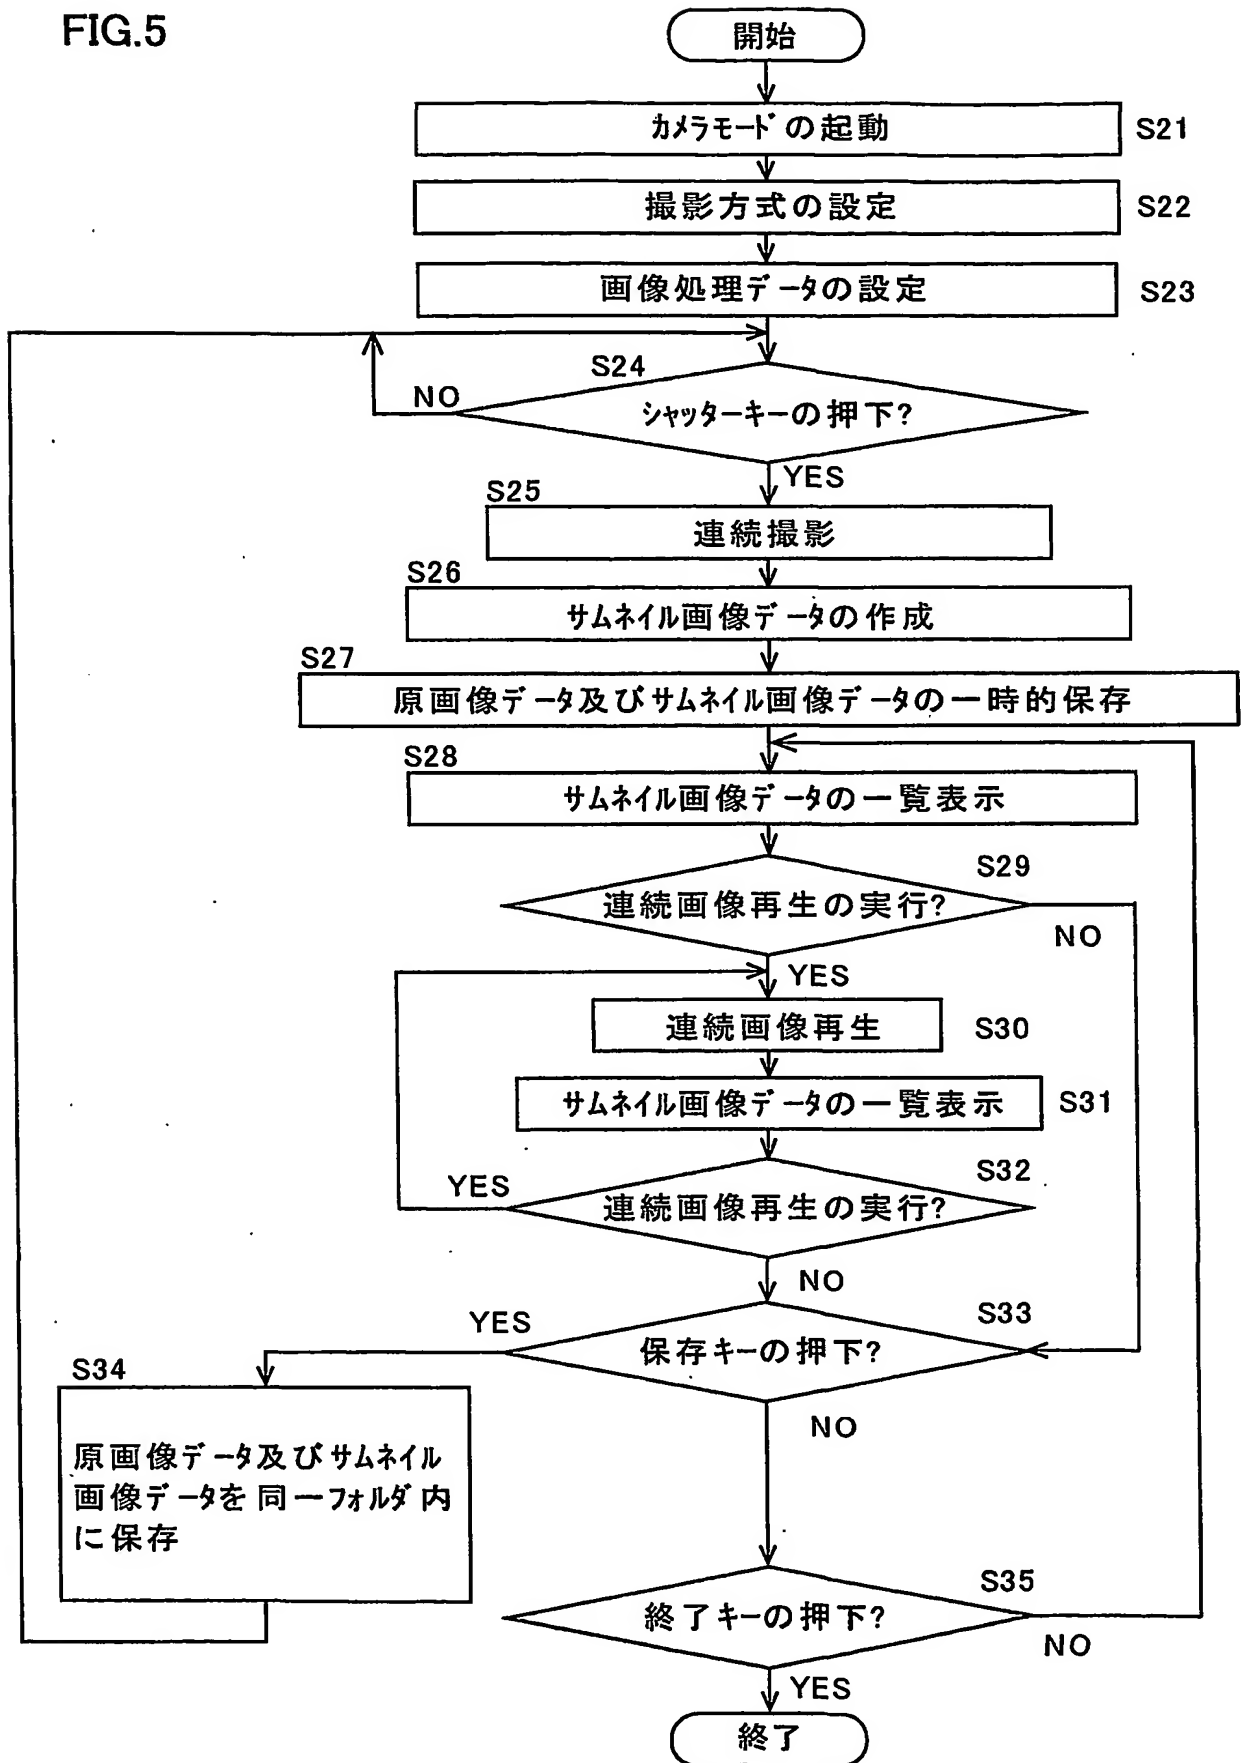 FIG.5
開始
カメラモードの起動
S21
撮影方式の設定
S22
画像処理データの設定
S23
S24
NO
シャッターキーの押下?
YES
S25
連続撮影
S26
サムネイル画像データの作成
S27
原画像データ及びサムネイル画像データの一時的保存
S28
サムネイル画像データの一覧表示
S29
連続画像再生の実行?
NO
YES
連続画像再生
S30
サムネイル画像データの一覧表示
S31
S32
YES
連続画像再生の実行?
NO
S33
YES
保存キーの押下?
S34
NO
原画像データ及びサムネイル
画像データを同一フォルダ内
に保存
S35
終了キーの押下?
NO
YES
終了